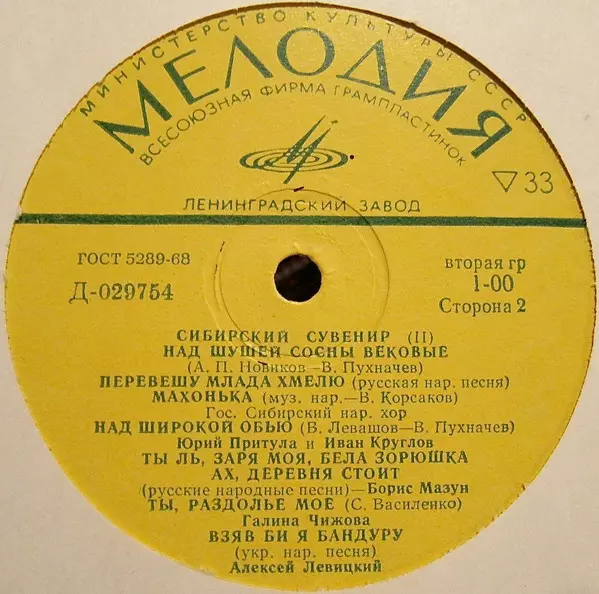 МИНИСТЕРСТВО КУЛЬТУРЫ СССР
МЕЛОДИЯ
ВСЕСОЮЗНАЯ ФИРМА ГРАМПЛАСТИНОК
▽ 33
ЛЕНИНГРАДСКИЙ ЗАВОД
ГОСТ 5289-68
вторая гр
Д-029754
1-00
Сторона 2
СИБИРСКИЙ СУВЕНИР (II)
НАД ШУШЕЙ СОСНЫ ВЕКОВЫЕ
(А. П. Новиков—В. Пухначев)
ПЕРЕВЕШУ МЛАДА ХМЕЛЮ (русская нар. песня)
МАХОНЬКА (муз. нар.—В. Корсаков)
Гос. Сибирский нар. хор
НАД ШИРОКОЙ ОБЬЮ (В. Левашов—В. Пухначев)
Юрий Притула и Иван Круглов
ТЫ ЛЬ, ЗАРЯ МОЯ, БЕЛА ЗОРЮШКА
АХ, ДЕРЕВНЯ СТОИТ
(русские народные песни)—Борис Мазун
ТЫ, РАЗДОЛЬЕ МОЕ (С. Василенко)
Галина Чижова
ВЗЯВ БИ Я БАНДУРУ
(укр. нар. песня)
Алексей Левицкий